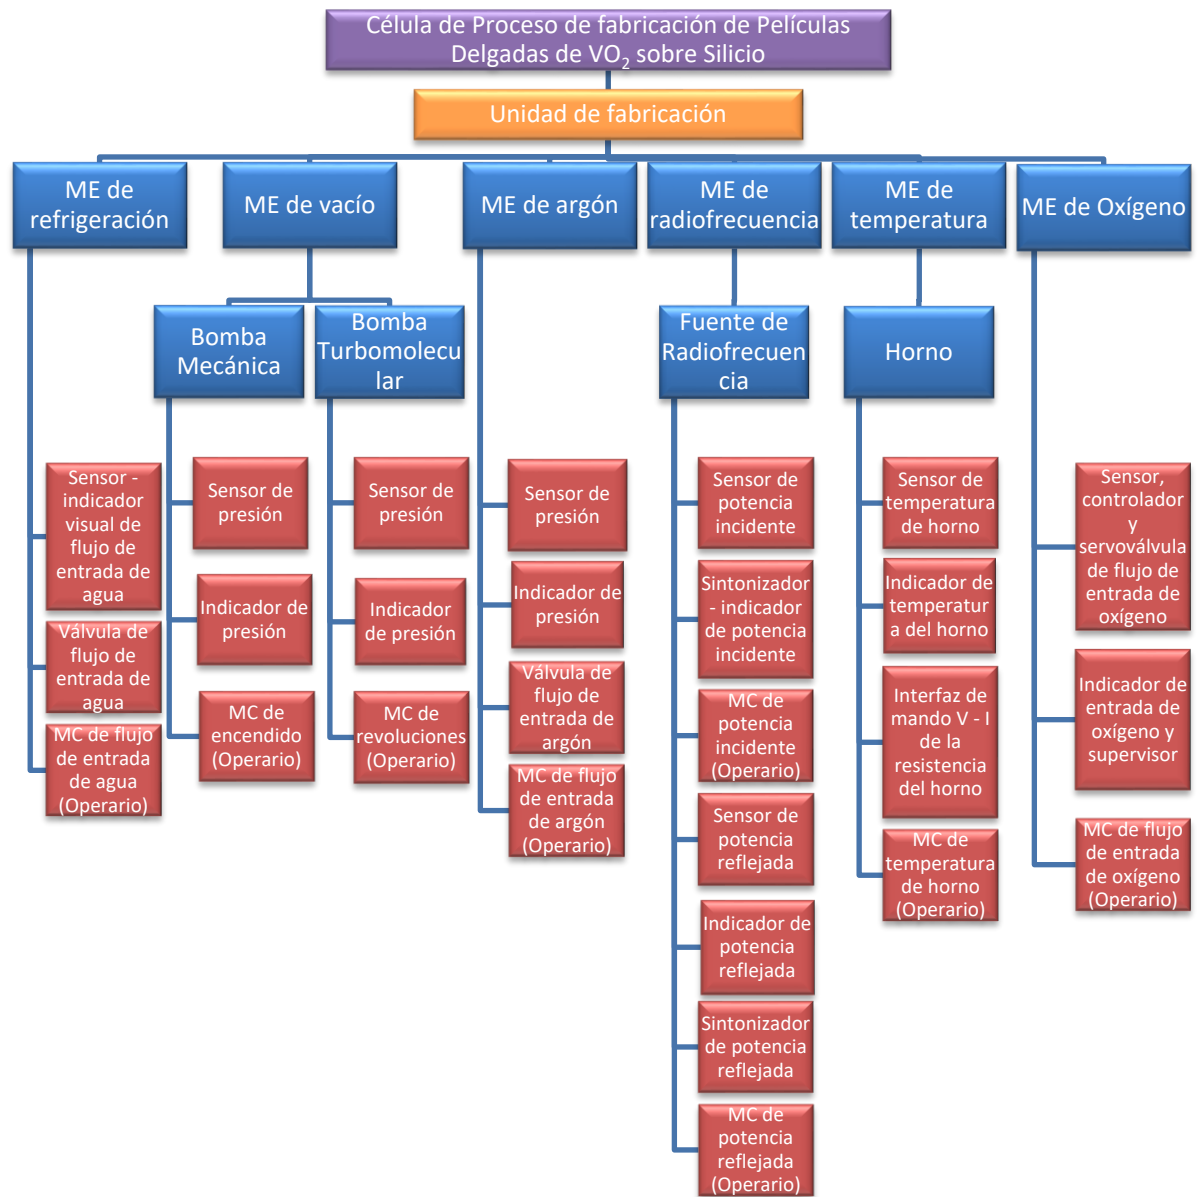 Célula de Proceso de fabricación de Películas
Delgadas de VO₂ sobre Silicio
Unidad de fabricación
ME de
refrigeración
ME de vacío
ME de argón
ME de
radiofrecuencia
ME de
temperatura
ME de Oxígeno
Bomba
Mecánica
Bomba
Turbomolecu
lar
Fuente de
Radiofrecuen
cia
Horno
Sensor -
indicador
visual de
flujo de
entrada de
agua
Válvula de
flujo de
entrada de
agua
MC de flujo
de entrada
de agua
(Operario)
Sensor de
presión
Indicador de
presión
MC de
encendido
(Operario)
Sensor de
presión
Indicador
de presión
MC de
revoluciones
(Operario)
Sensor de
presión
Indicador de
presión
Válvula de
flujo de
entrada de
argón
MC de flujo
de entrada
de argón
(Operario)
Sensor de
potencia
incidente
Sintonizador
- indicador
de potencia
incidente
MC de
potencia
incidente
(Operario)
Sensor de
potencia
reflejada
Indicador de
potencia
reflejada
Sintonizador
de potencia
reflejada
MC de
potencia
reflejada
(Operario)
Sensor de
temperatura
de horno
Indicador de
temperatur
a del horno
Interfaz de
mando V - I
de la
resistencia
del horno
MC de
temperatura
de horno
(Operario)
Sensor,
controlador
y
servoválvula
de flujo de
entrada de
oxígeno
Indicador de
entrada de
oxígeno y
supervisor
MC de flujo
de entrada
de oxígeno
(Operario)